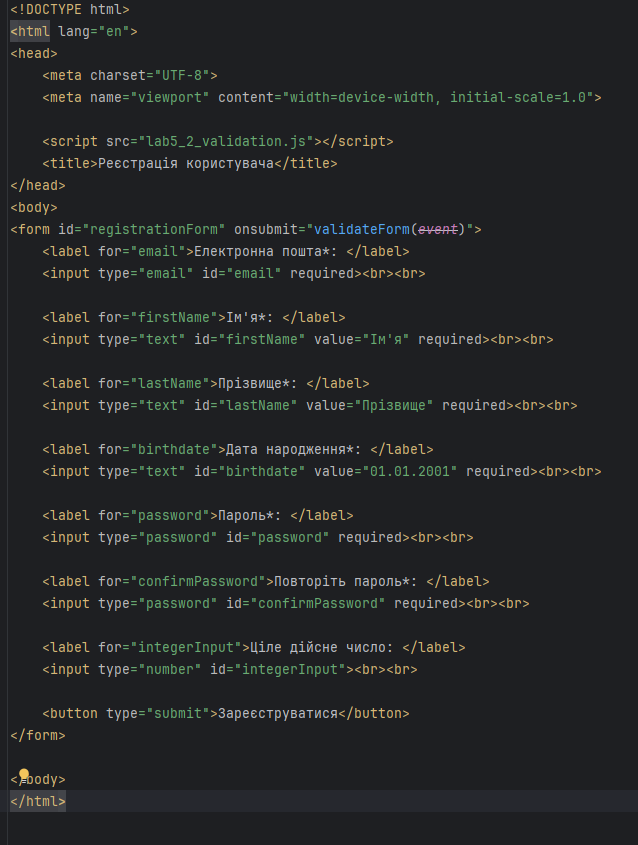 <!DOCTYPE html>
<html lang="en">
<head>
    <meta charset="UTF-8">
    <meta name="viewport" content="width=device-width, initial-scale=1.0">
    <script src="lab5_2_validation.js"></script>
    <title>Реєстрація користувача</title>
</head>
<body>
<form id="registrationForm" onsubmit="validateForm(event)">
    <label for="email">Електронна пошта*: </label>
    <input type="email" id="email" required><br><br>
    <label for="firstName">Ім'я*: </label>
    <input type="text" id="firstName" value="Ім'я" required><br><br>
    <label for="lastName">Прізвище*: </label>
    <input type="text" id="lastName" value="Прізвище" required><br><br>
    <label for="birthdate">Дата народження*: </label>
    <input type="text" id="birthdate" value="01.01.2001" required><br><br>
    <label for="password">Пароль*: </label>
    <input type="password" id="password" required><br><br>
    <label for="confirmPassword">Повторіть пароль*: </label>
    <input type="password" id="confirmPassword" required><br><br>
    <label for="integerInput">Ціле дійсне число: </label>
    <input type="number" id="integerInput"><br><br>
    <button type="submit">Зареєструватися</button>
</form>
</body>
</html>